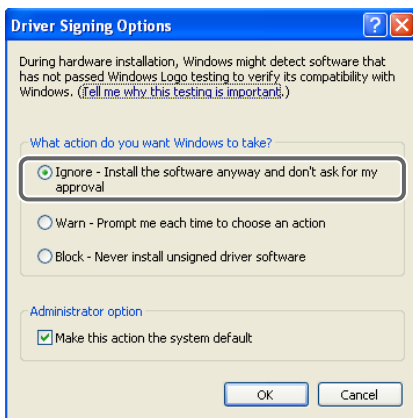 Driver Signing Options
During hardware installation, Windows might detect software that
has not passed Windows Logo testing to verify its compatibility with
Windows. (Tell me why this testing is important.)
What action do you want Windows to take?
Ignore - Install the software anyway and don't ask for my
approval
Warn - Prompt me each time to choose an action
Block - Never install unsigned driver software
Administrator option
Make this action the system default
OK Cancel